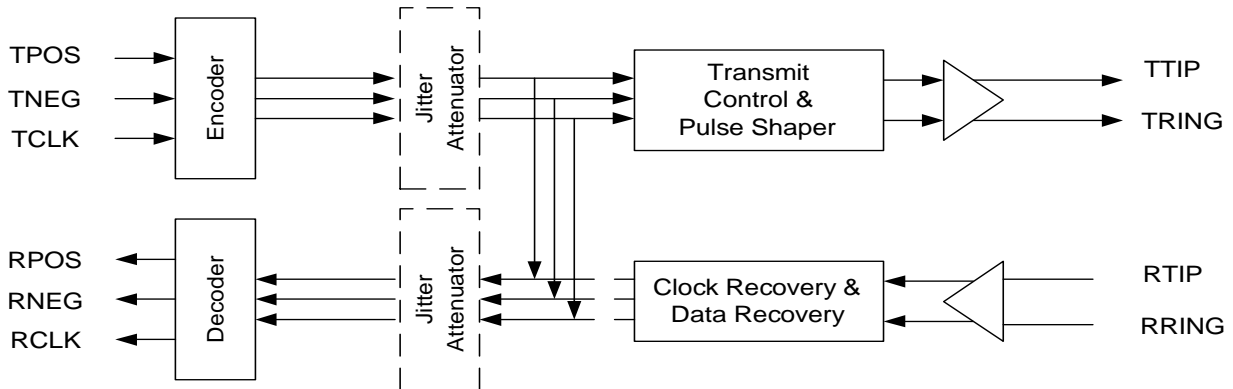 TPOS
TNEG
TCLK
Encoder
Jitter
Attenuator
Transmit
Control &
Pulse Shaper
TTIP
TRING
RPOS
RNEG
RCLK
Decoder
Jitter
Attenuator
Clock Recovery &
Data Recovery
RTIP
RRING